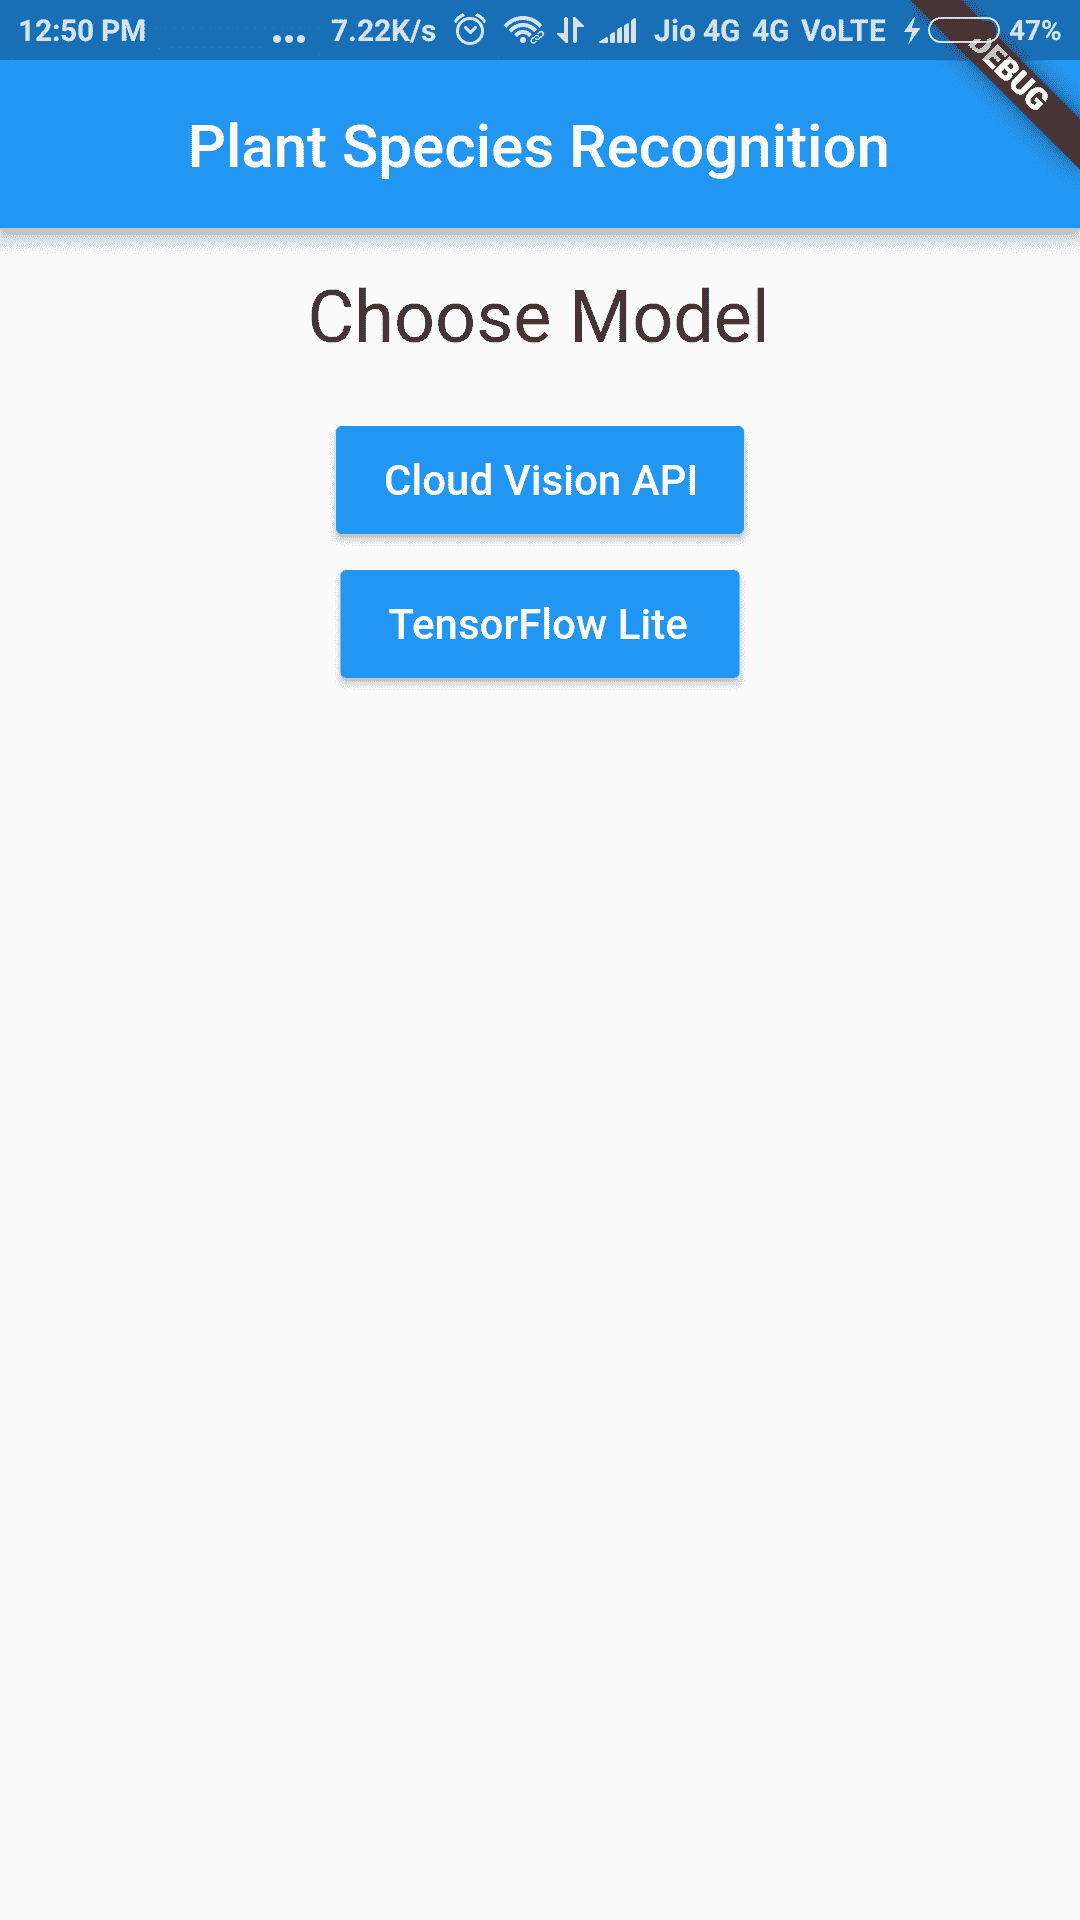 12:50 PM ... 7.22K/s Jio 4G 4G VoLTE 47%
DEBUG
Plant Species Recognition
Choose Model
Cloud Vision API
TensorFlow Lite